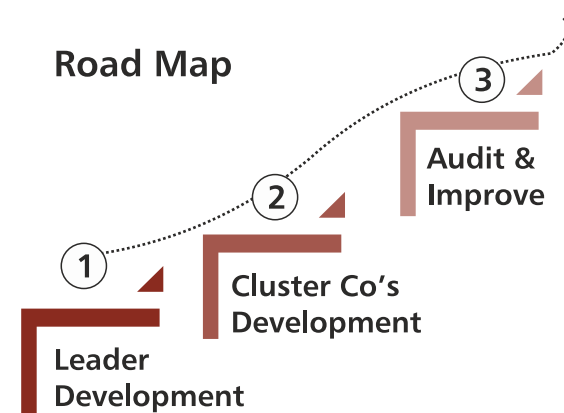 Road Map
1
Leader
Development
2
Cluster Co's
Development
3
Audit &
Improve